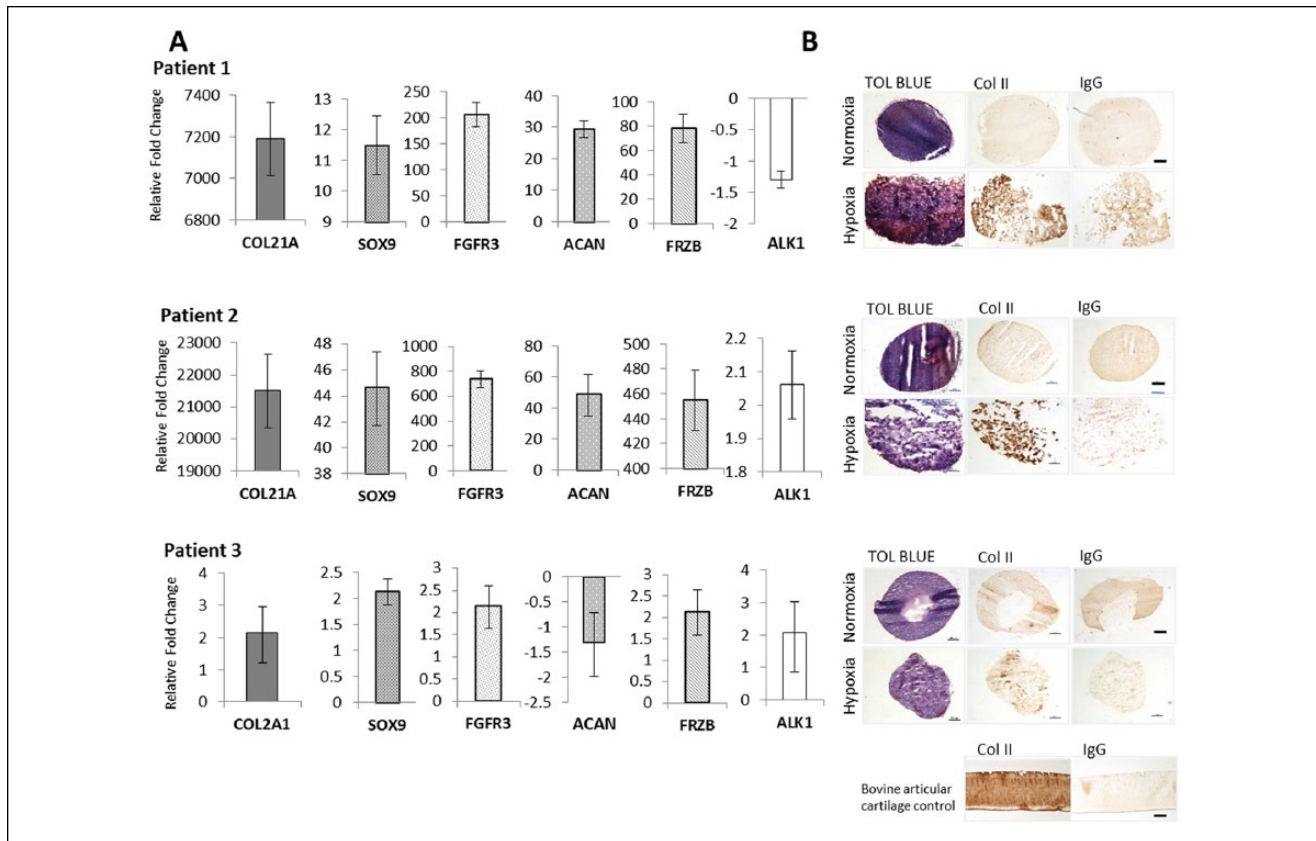 A
B
Patient 1
Relative Fold Change
7400
7200
7000
6800
COL21A
13
12
11
10
9
SOX9
250
200
150
100
50
0
FGFR3
40
30
20
10
0
ACAN
100
80
60
40
20
0
FRZB
0
-0.5
-1
-1.5
-2
ALK1
TOL BLUE Col II IgG
Normoxia
Hypoxia
Patient 2
Relative Fold Change
23000
22000
21000
20000
19000
COL21A
48
46
44
42
40
38
SOX9
1000
800
600
400
200
0
FGFR3
80
60
40
20
0
ACAN
500
480
460
440
420
400
FRZB
2.2
2.1
2
1.9
1.8
ALK1
TOL BLUE Col II IgG
Normoxia
Hypoxia
Patient 3
Relative Fold Change
4
3
2
1
0
COL2A1
2.5
2
1.5
1
0.5
0
SOX9
3
2.5
2
1.5
1
0.5
0
FGFR3
0
-0.5
-1
-1.5
-2
-2.5
ACAN
3
2.5
2
1.5
1
0.5
0
FRZB
4
3
2
1
0
ALK1
TOL BLUE Col II IgG
Normoxia
Hypoxia
Col II IgG
Bovine articular
cartilage control